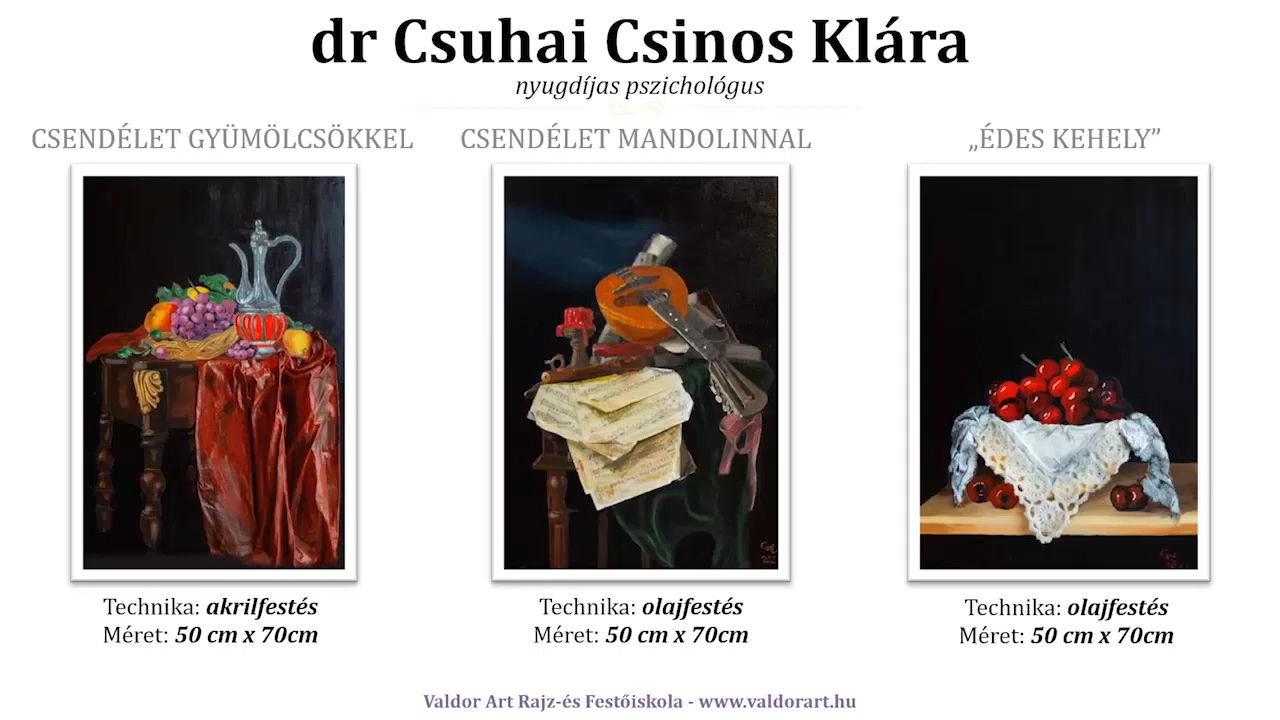 dr Csuhai Csinos Klára
nyugdíjas pszichológus
CSENDÉLET GYÜMÖLCSÖKKEL
CSENDÉLET MANDOLINNAL
„ÉDES KEHELY”
Technika: akrilfestés
Méret: 50 cm x 70cm
Technika: olajfestés
Méret: 50 cm x 70cm
Technika: olajfestés
Méret: 50 cm x 70cm
Valdor Art Rajz-és Festőiskola - www.valdorart.hu